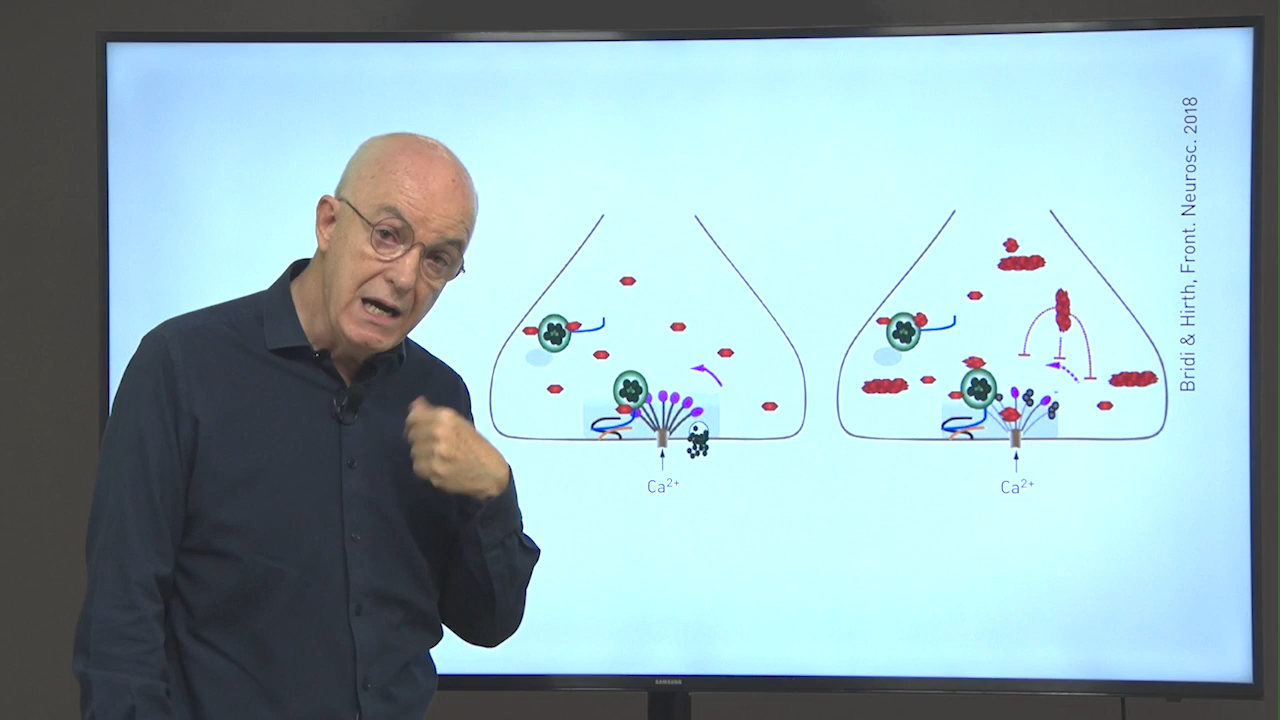 Bridi & Hirth, Front. Neurosc. 2018
Ca²⁺
Ca²⁺
SAMSUNG